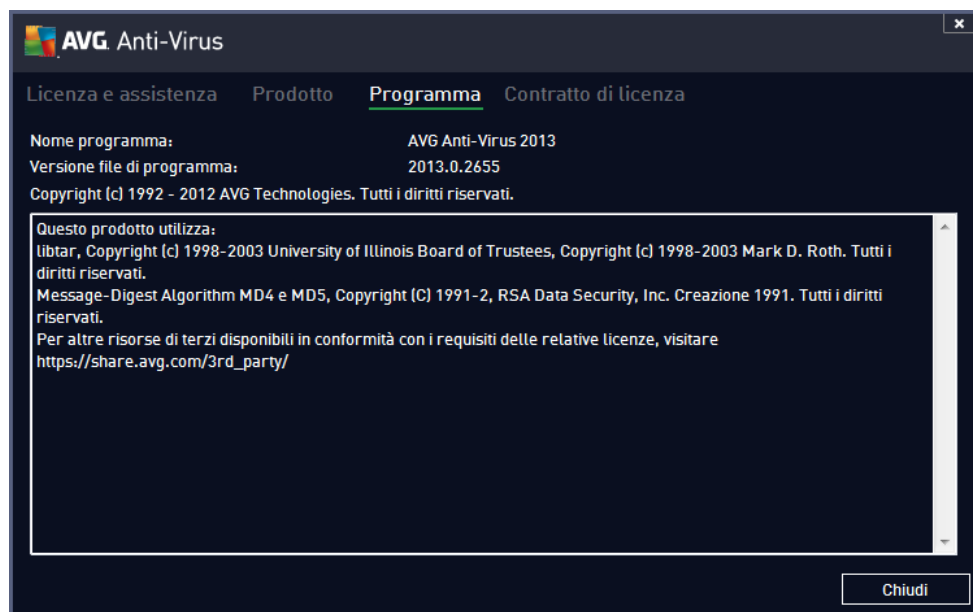 AVG. Anti-Virus
x
Licenza e assistenza Prodotto Programma Contratto di licenza
Nome programma: AVG Anti-Virus 2013
Versione file di programma: 2013.0.2655
Copyright (c) 1992 - 2012 AVG Technologies. Tutti i diritti riservati.
Questo prodotto utilizza:
libtar, Copyright (c) 1998-2003 University of Illinois Board of Trustees, Copyright (c) 1998-2003 Mark D. Roth. Tutti i
diritti riservati.
Message-Digest Algorithm MD4 e MD5, Copyright (C) 1991-2, RSA Data Security, Inc. Creazione 1991. Tutti i diritti
riservati.
Per altre risorse di terzi disponibili in conformità con i requisiti delle relative licenze, visitare
https://share.avg.com/3rd_party/
Chiudi